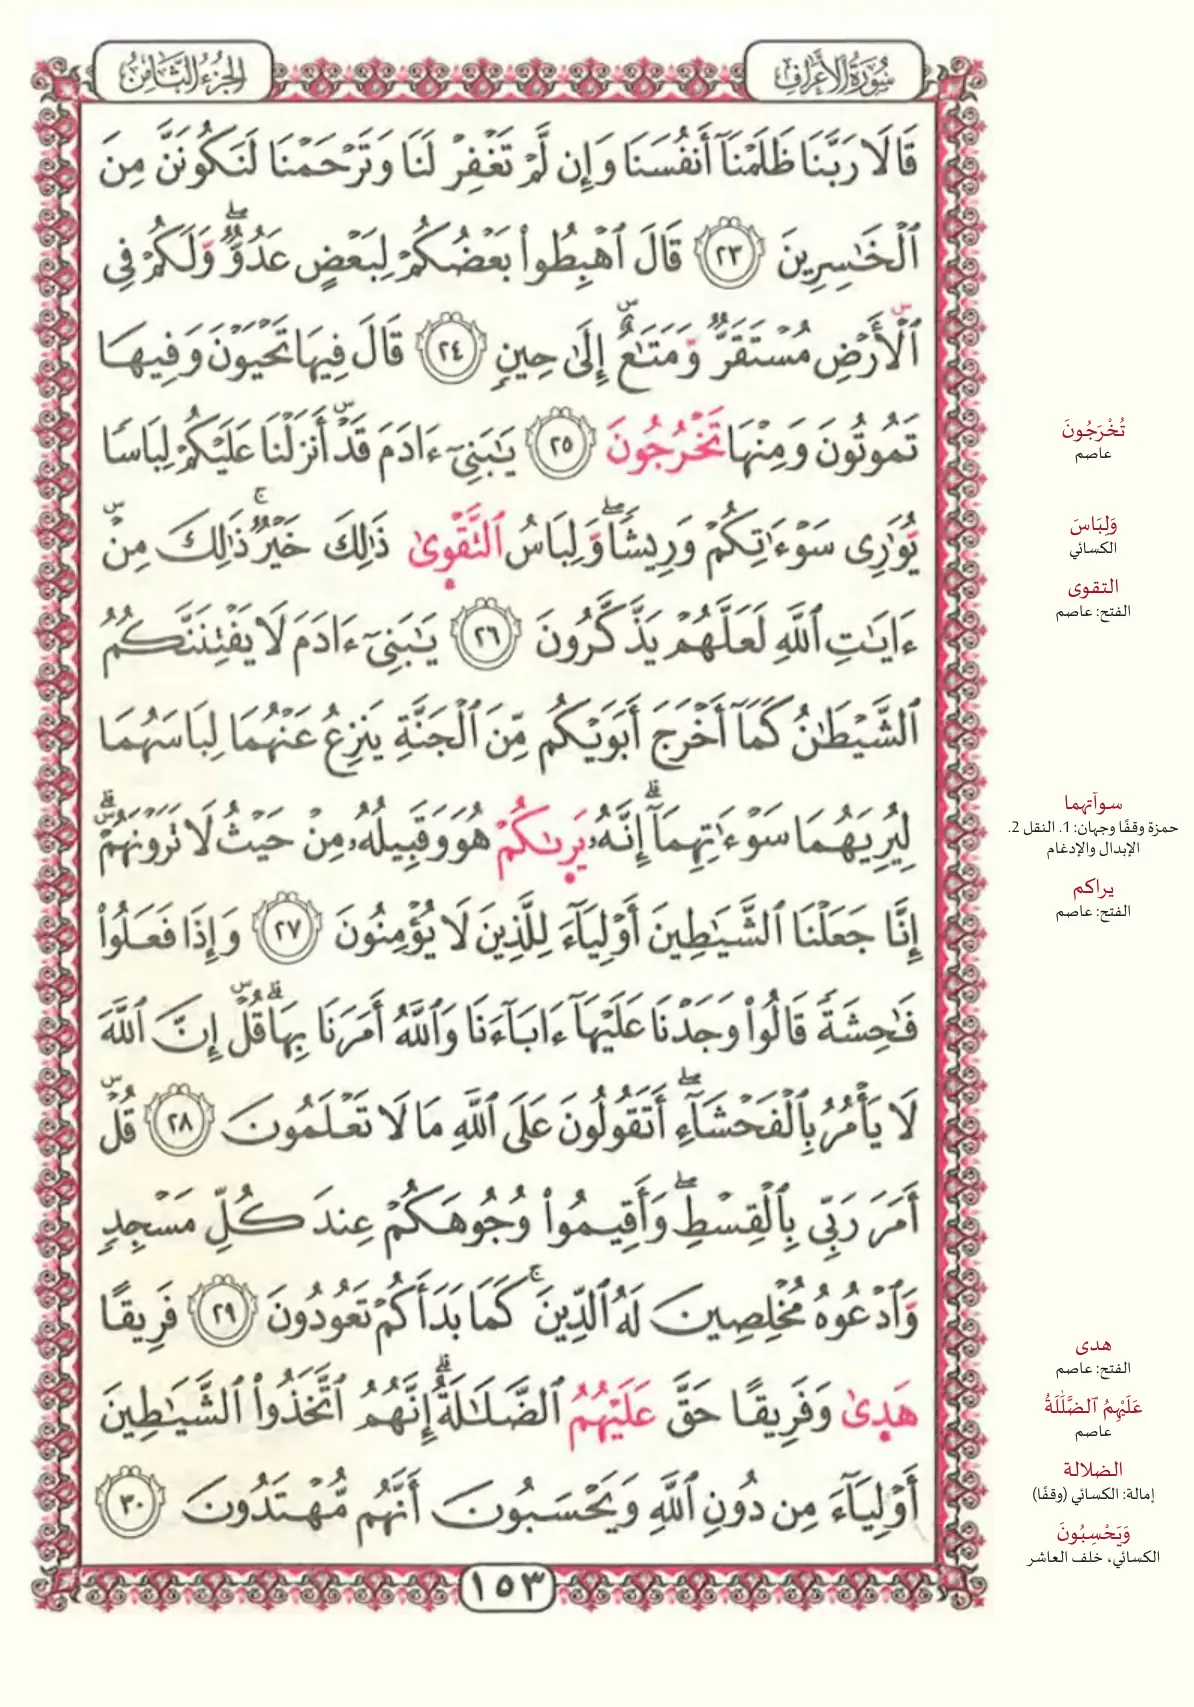 سُورَةُ الأَعْرَافِ
الجُزْءُ الثَّامِنُ
قَالَا رَبَّنَا ظَلَمْنَآ أَنفُسَنَا وَإِن لَّمْ تَغْفِرْ لَنَا وَتَرْحَمْنَا لَنَكُونَنَّ مِنَ
ٱلْخَٰسِرِينَ ٢٣ قَالَ ٱهْبِطُوا۟ بَعْضُكُمْ لِبَعْضٍ عَدُوٌّ ۖ وَلَكُمْ فِى
ٱلْأَرْضِ مُسْتَقَرٌّ وَمَتَٰعٌ إِلَىٰ حِينٍ ٢٤ قَالَ فِيهَا تَحْيَوْنَ وَفِيهَا
تَمُوتُونَ وَمِنْهَا تَخْرُجُونَ ٢٥ يَٰبَنِىٓ ءَادَمَ قَدْ أَنزَلْنَا عَلَيْكُمْ لِبَاسًا
يُوَٰرِى سَوْءَٰتِكُمْ وَرِيشًا ۖ وَلِبَاسُ ٱلتَّقْوِىٰ ذَٰلِكَ خَيْرٌ ۚ ذَٰلِكَ مِنْ
ءَايَٰتِ ٱللَّهِ لَعَلَّهُمْ يَذَّكَّرُونَ ٢٦ يَٰبَنِىٓ ءَادَمَ لَا يَفْتِنَنَّكُمُ
ٱلشَّيْطَٰنُ كَمَآ أَخْرَجَ أَبَوَيْكُم مِّنَ ٱلْجَنَّةِ يَنزِعُ عَنْهُمَا لِبَاسَهُمَا
لِيُرِيَهُمَا سَوْءَٰتِهِمَآ ۗ إِنَّهُۥ يَرِىٰكُمْ هُوَ وَقَبِيلُهُۥ مِنْ حَيْثُ لَا تَرَوْنَهُمْ ۗ
إِنَّا جَعَلْنَا ٱلشَّيَٰطِينَ أَوْلِيَآءَ لِلَّذِينَ لَا يُؤْمِنُونَ ٢٧ وَإِذَا فَعَلُوا۟
فَٰحِشَةً قَالُوا۟ وَجَدْنَا عَلَيْهَآ ءَابَآءَنَا وَٱللَّهُ أَمَرَنَا بِهَا ۗ قُلْ إِنَّ ٱللَّهَ
لَا يَأْمُرُ بِٱلْفَحْشَآءِ ۖ أَتَقُولُونَ عَلَى ٱللَّهِ مَا لَا تَعْلَمُونَ ٢٨ قُلْ
أَمَرَ رَبِّى بِٱلْقِسْطِ ۖ وَأَقِيمُوا۟ وُجُوهَكُمْ عِندَ كُلِّ مَسْجِدٍ
وَٱدْعُوهُ مُخْلِصِينَ لَهُ ٱلدِّينَ ۚ كَمَا بَدَأَكُمْ تَعُودُونَ ٢٩ فَرِيقًا
هَدِىٰ وَفَرِيقًا حَقَّ عَلَيْهُمُ ٱلضَّلَٰلَةُ ۗ إِنَّهُمُ ٱتَّخَذُوا۟ ٱلشَّيَٰطِينَ
أَوْلِيَآءَ مِن دُونِ ٱللَّهِ وَيَحْسَبُونَ أَنَّهُم مُّهْتَدُونَ ٣٠
١٥٣
تُخْرَجُونَ
عاصم
وَلِبَاسَ
الكسائي
التقوى
الفتح: عاصم
سوآتهما
حمزة وقفًا وجهان: 1. النقل 2.
الإبدال والإدغام
يراكم
الفتح: عاصم
هدى
الفتح: عاصم
عَلَيْهِمُ ٱلضَّلَٰلَةُ
عاصم
الضلالة
إمالة: الكسائي (وقفًا)
وَيَحْسِبُونَ
الكسائي، خلف العاشر